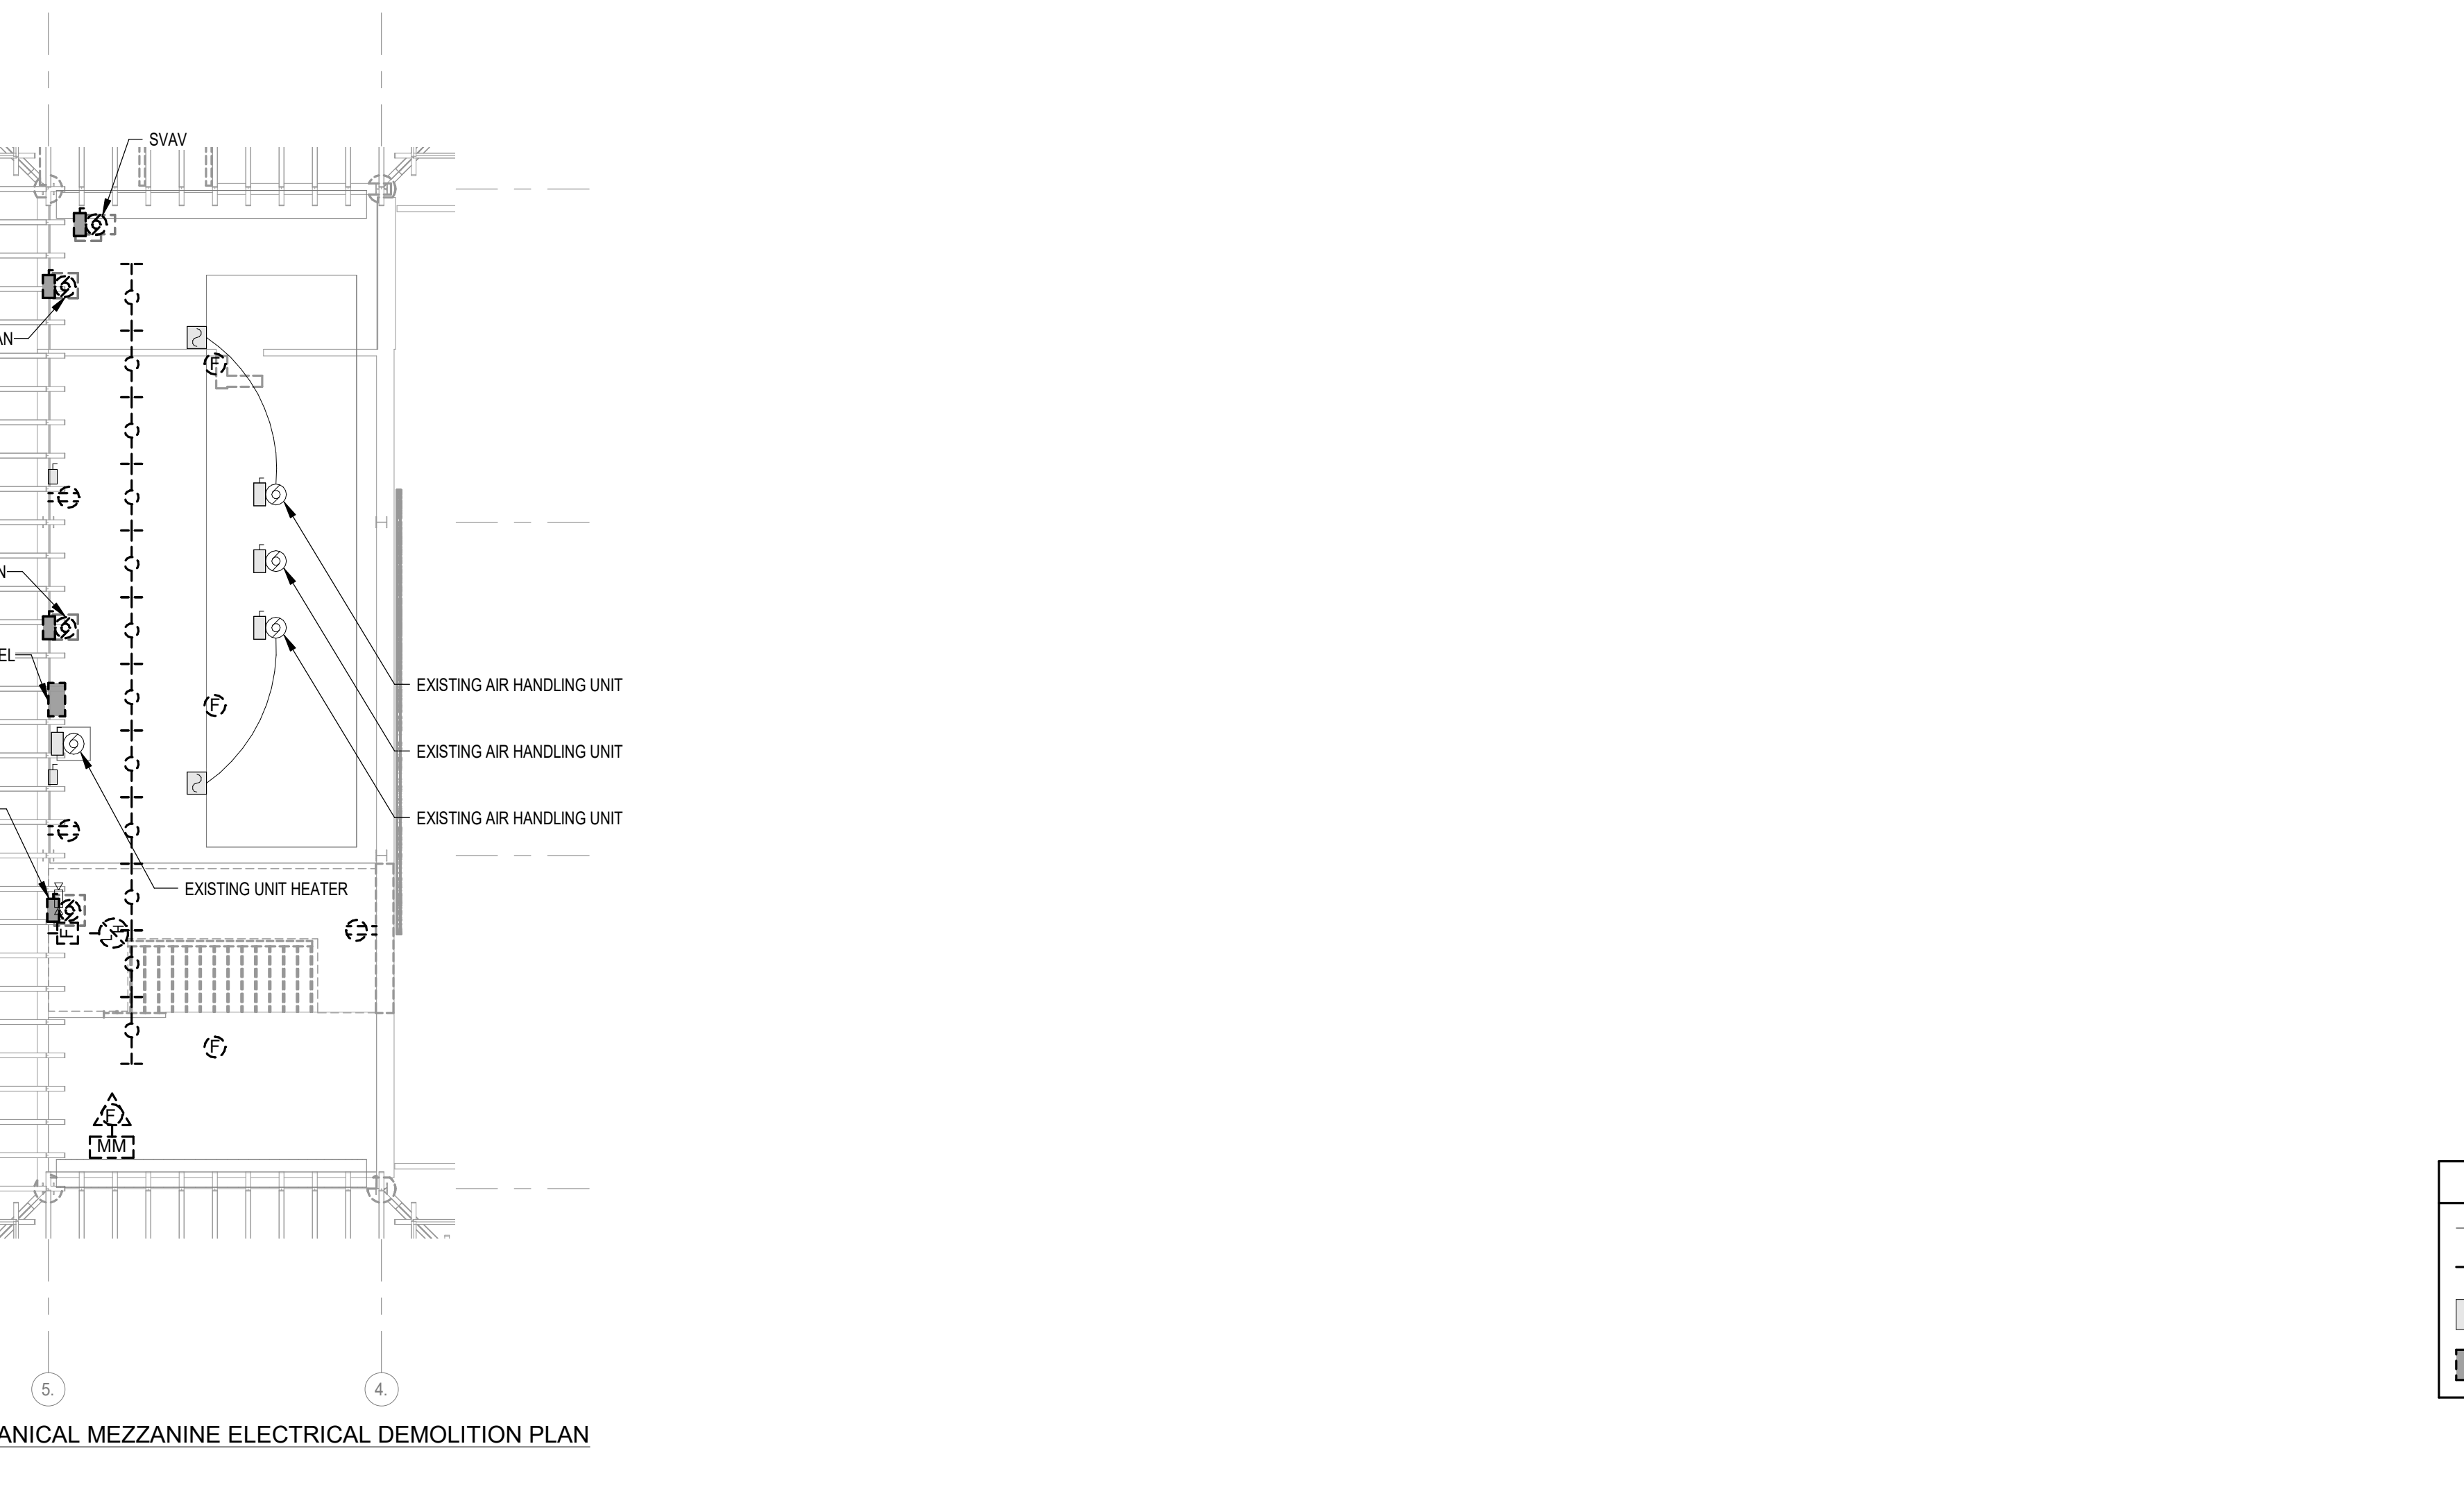 SVAV
AN
F
N
EL
F
EXISTING AIR HANDLING UNIT
EXISTING AIR HANDLING UNIT
EXISTING AIR HANDLING UNIT
EXISTING UNIT HEATER
F
F
F
MM
5.
4.
ANICAL MEZZANINE ELECTRICAL DEMOLITION PLAN